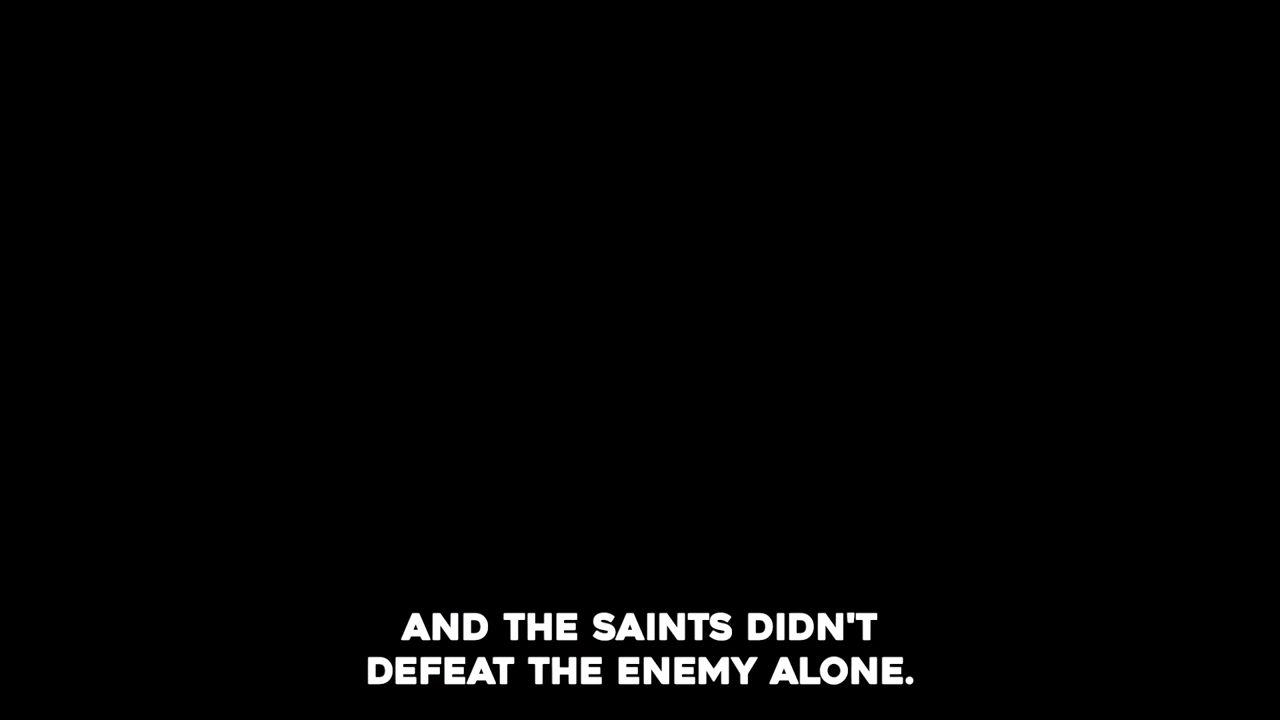 AND THE SAINTS DIDN'T
DEFEAT THE ENEMY ALONE.